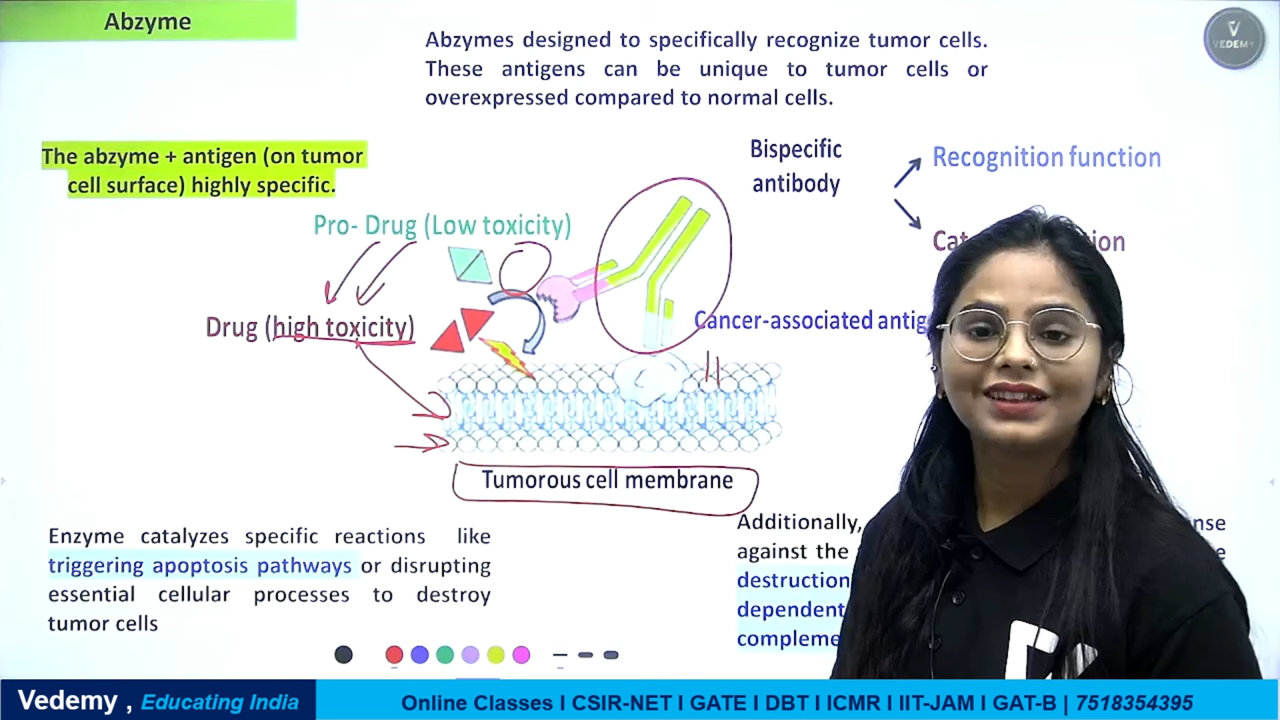 Abzyme
Abzymes designed to specifically recognize tumor cells.
These antigens can be unique to tumor cells or
overexpressed compared to normal cells.
VEDEMY
The abzyme + antigen (on tumor
cell surface) highly specific.
Bispecific
antibody
Recognition function
Pro- Drug (Low toxicity)
Drug (high toxicity)
Cancer-associated
Tumorous cell membrane
Enzyme catalyzes specific reactions like
triggering apoptosis pathways or disrupting
essential cellular processes to destroy
tumor cells
Additionally,
against the
destruction
dependent
Vedemy , Educating India
Online Classes I CSIR-NET I GATE I DBT I ICMR I IIT-JAM I GAT-B | 7518354395